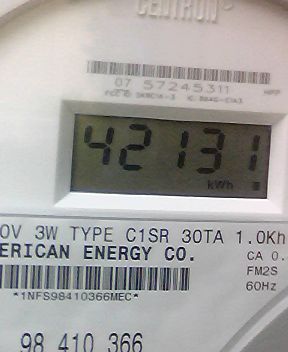 CENTRON
07 57245311
42131
kWh
0V 3W TYPE C1SR 30TA 1.0Kh
ERICAN ENERGY CO.
CA 0.
FM2S
60Hz
*1NFS98410366MEC*
98 410 366